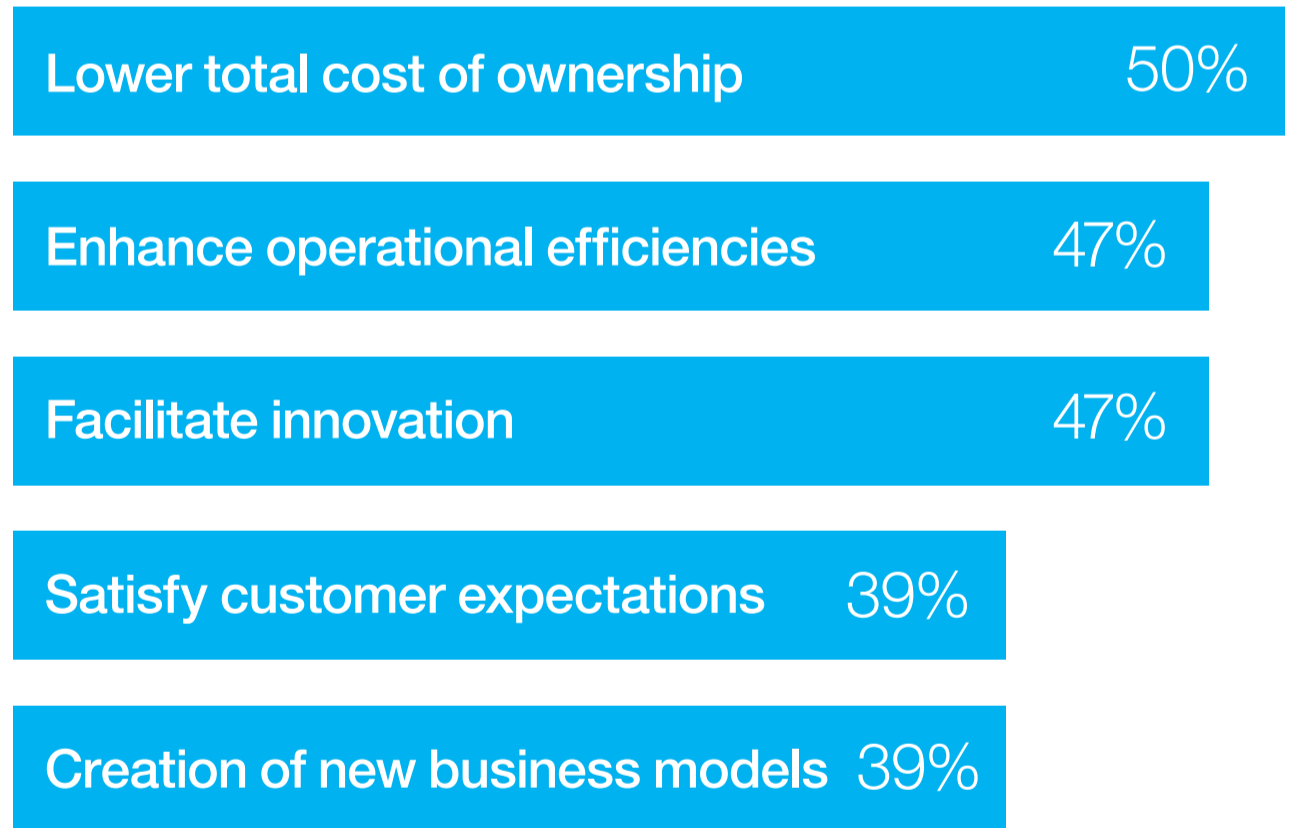 Lower total cost of ownership 50%
Enhance operational efficiencies 47%
Facilitate innovation 47%
Satisfy customer expectations 39%
Creation of new business models 39%